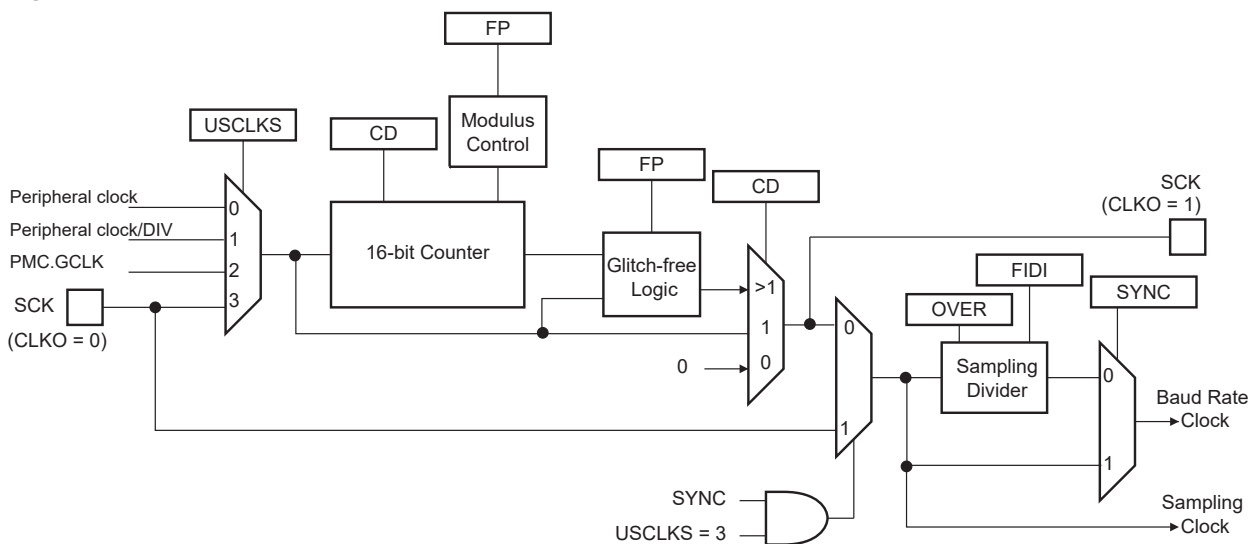 FP
USCLKS
CD
Modulus
Control
FP
CD
SCK
(CLKO = 1)
Peripheral clock
0
Peripheral clock/DIV
1
PMC.GCLK
2
SCK
3
(CLKO = 0)
16-bit Counter
Glitch-free
Logic
>1
1
0
0
0
1
FIDI
SYNC
OVER
Sampling
Divider
0
1
Baud Rate
Clock
SYNC
USCLKS = 3
Sampling
Clock